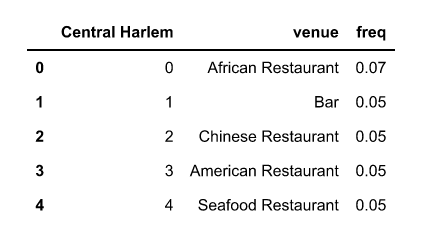 Central Harlem venue freq
0 0 African Restaurant 0.07
1 1 Bar 0.05
2 2 Chinese Restaurant 0.05
3 3 American Restaurant 0.05
4 4 Seafood Restaurant 0.05